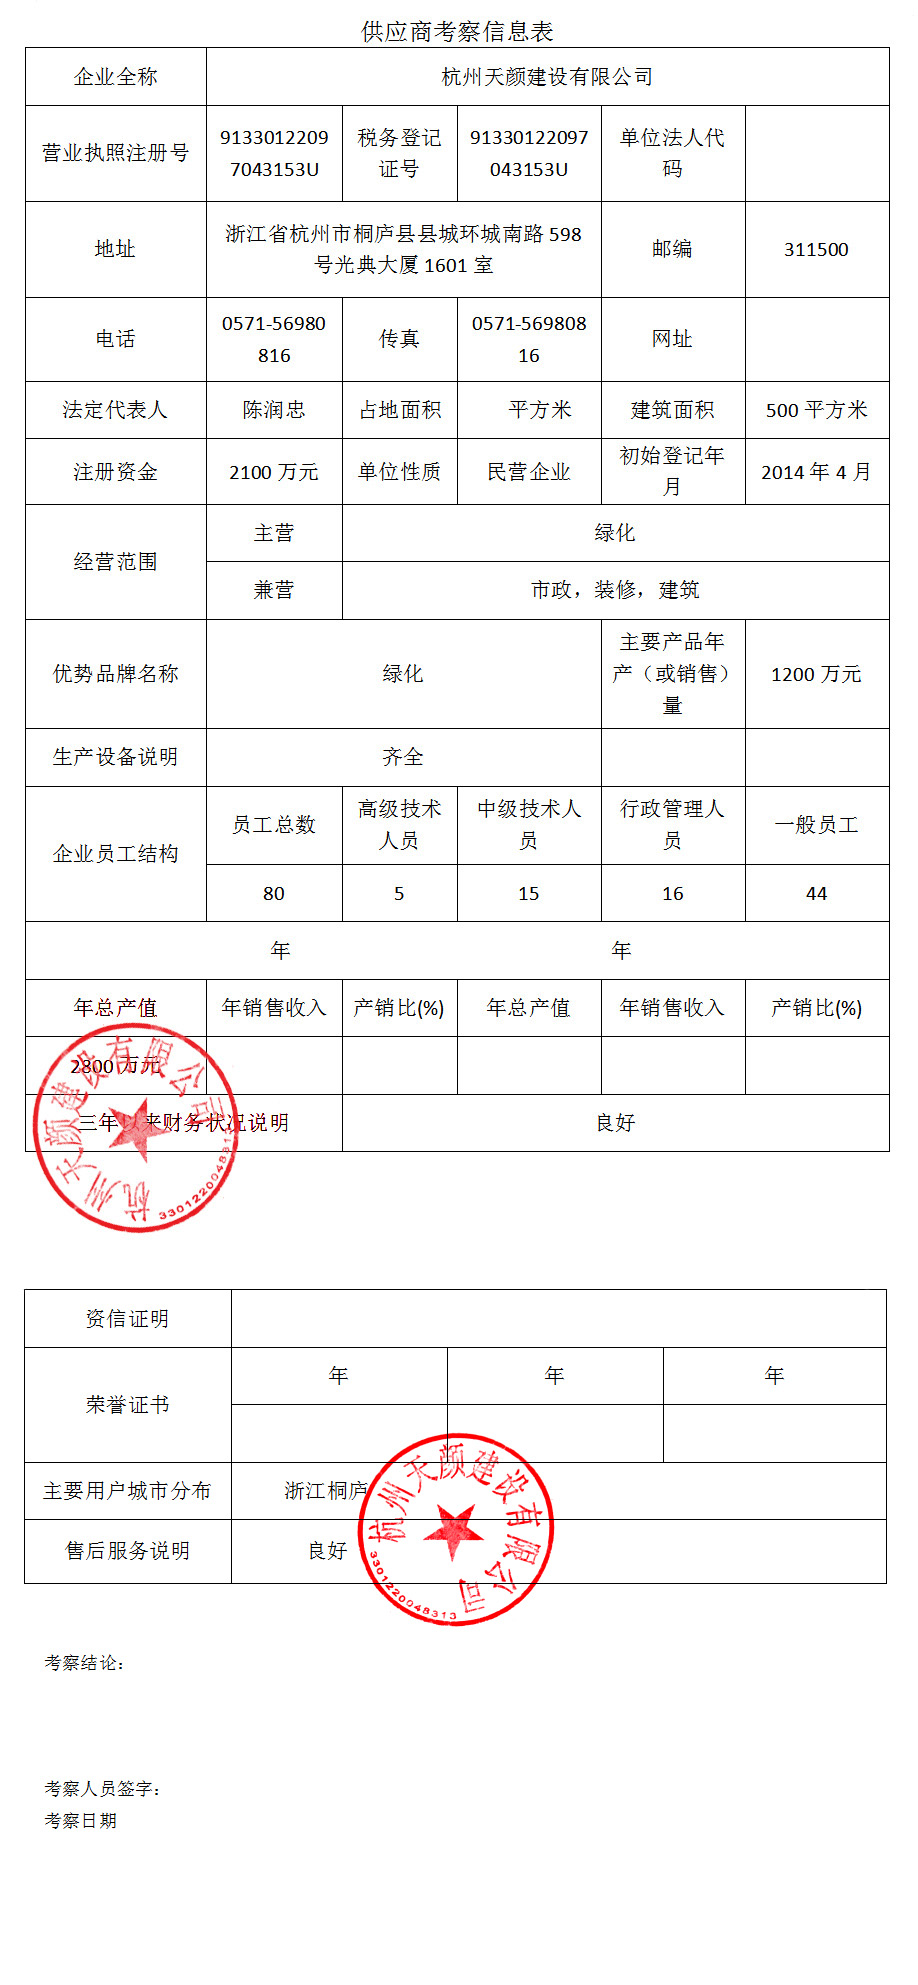 供应商考察信息表
企业全称 杭州天颜建设有限公司
营业执照注册号 9133012209 7043153U 税务登记 证号 91330122097 043153U 单位法人代 码
地址 浙江省杭州市桐庐县县城环城南路 598 号光典大厦 1601 室 邮编 311500
电话 0571-56980 816 传真 0571-569808 16 网址
法定代表人 陈润忠 占地面积 平方米 建筑面积 500 平方米
注册资金 2100 万元 单位性质 民营企业 初始登记年 月 2014 年 4 月
经营范围 主营 绿化
兼营 市政，装修，建筑
优势品牌名称 绿化 主要产品年 产（或销售） 量 1200 万元
生产设备说明 齐全
企业员工结构 员工总数 高级技术 人员 中级技术人 员 行政管理人 员 一般员工
80 5 15 16 44
年 年
年总产值 年销售收入 产销比(%) 年总产值 年销售收入 产销比(%)
2800 万元
三年以来财务状况说明 良好
杭州天颜建设有限公司
3301220048313
资信证明
荣誉证书 年 年 年
主要用户城市分布 浙江桐庐
售后服务说明 良好
杭州天颜建设有限公司
3301220048313
考察结论：
考察人员签字：
考察日期